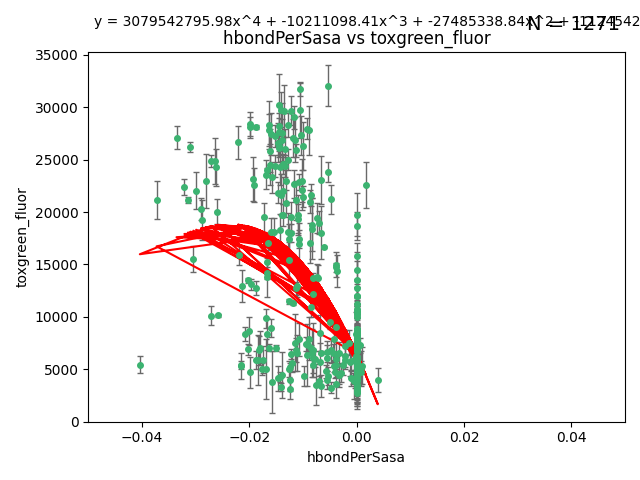 y = 3079542795.98x^4 + -10211098.41x^3 + -27485338.84x^2 +
N = 1271
hbondPerSasa vs toxgreen_fluor
35000
30000
25000
20000
15000
10000
5000
0
toxgreen_fluor
−0.04
−0.02
0.00
0.02
0.04
hbondPerSasa